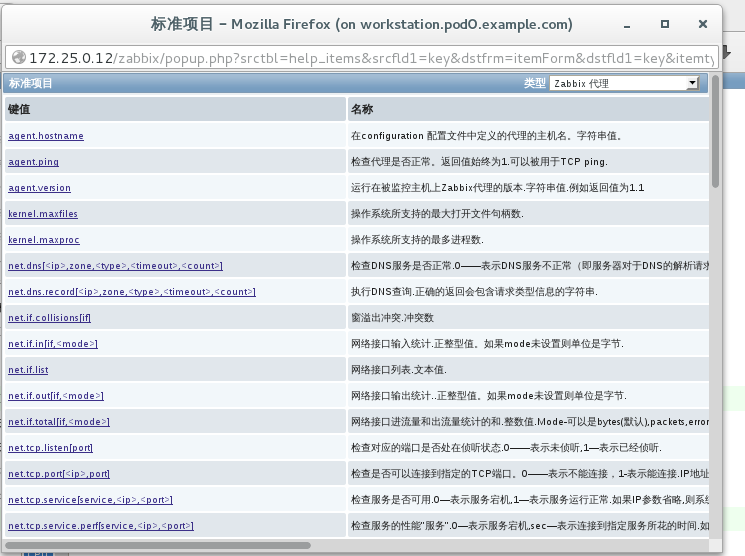 标准项目 – Mozilla Firefox (on workstation.pod0.example.com)
172.25.0.12/zabbix/popup.php?srctbl=help_items&srcfld1=key&dstfrm=itemForm&dstfld1=key&itemty
标准项目 类型 Zabbix 代理
键值 名称
agent.hostname 在configuration 配置文件中定义的代理的主机名。字符串值。
agent.ping 检查代理是否正常。返回值始终为1.可以被用于TCP ping.
agent.version 运行在被监控主机上Zabbix代理的版本.字符串值.例如返回值为1.1
kernel.maxfiles 操作系统所支持的最大打开文件句柄数.
kernel.maxproc 操作系统所支持的最多进程数.
net.dns[<ip>,zone,<type>,<timeout>,<count>] 检查DNS服务是否正常.0——表示DNS服务不正常（即服务器对于DNS的解析请求
net.dns.record[<ip>,zone,<type>,<timeout>,<count>] 执行DNS查询.正确的返回会包含请求类型信息的字符串.
net.if.collisions[if] 窗溢出冲突.冲突数
net.if.in[if,<mode>] 网络接口输入统计.正整型值。如果mode未设置则单位是字节.
net.if.list 网络接口列表.文本值.
net.if.out[if,<mode>] 网络接口输出统计..正整型值。如果mode未设置则单位是字节.
net.if.total[if,<mode>] 网络接口进流量和出流量统计的和.整数值.Mode-可以是bytes(默认),packets,error
net.tcp.listen[port] 检查对应的端口是否处在侦听状态.0——表示未侦听,1—表示已经侦听.
net.tcp.port[<ip>,port] 检查是否可以连接到指定的TCP端口。0——表示不能连接，1-表示能连接.IP地址
net.tcp.service[service,<ip>,<port>] 检查服务是否可用.0—表示服务宕机,1—表示服务运行正常.如果IP参数省略,则系统
net.tcp.service.perf[service,<ip>,<port>] 检查服务的性能"服务".0—表示服务宕机,sec—表示连接到指定服务所花的时间.如